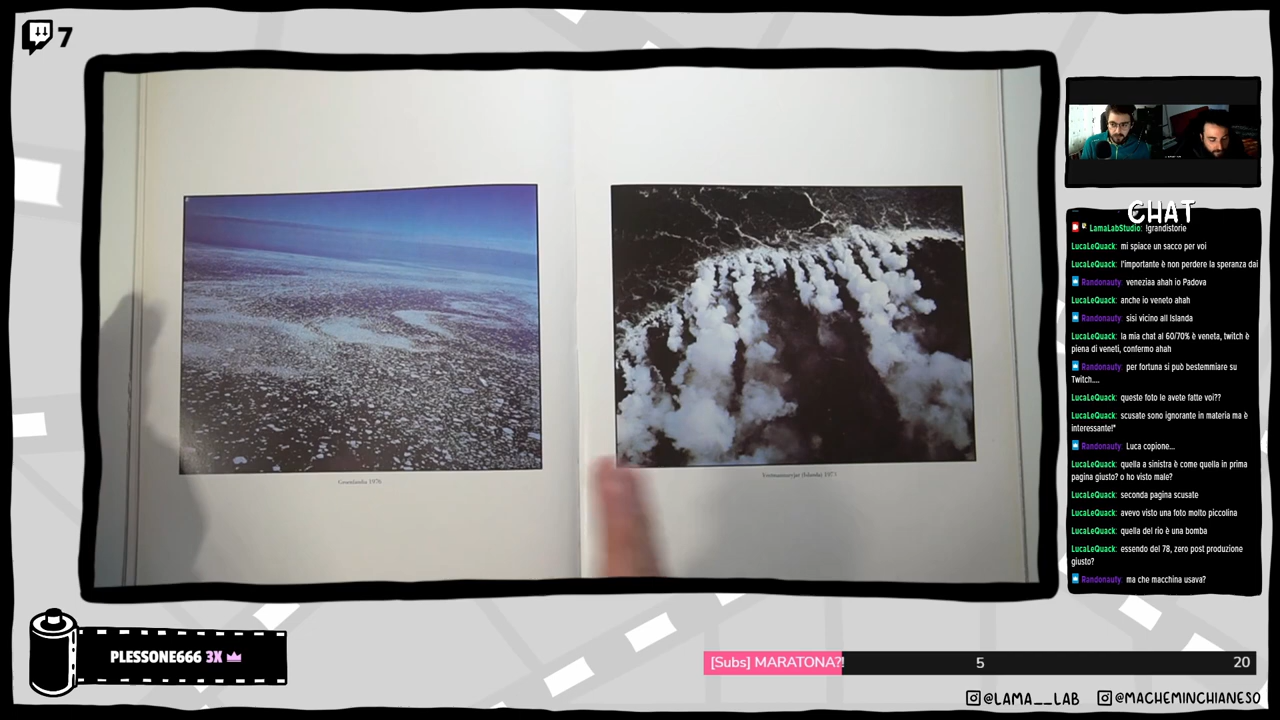 7
CHAT
LamaLabStudio: !grandistorie
LucaLeQuack: mi spiace un sacco per voi
LucaLeQuack: l'importante è non perdere la speranza dai
Randonauty: veneziaa ahah io Padova
LucaLeQuack: anche io veneto ahah
Randonauty: sisi vicino all Islanda
LucaLeQuack: la mia chat al 60/70% è veneta, twitch è
piena di veneti, confermo ahah
Randonauty: per fortuna si può bestemmiare su
Twitch....
LucaLeQuack: queste foto le avete fatte voi??
LucaLeQuack: scusate sono ignorante in materia ma è
interessante!*
Randonauty: Luca copione...
LucaLeQuack: quella a sinistra è come quella in prima
pagina giusto? o ho visto male?
LucaLeQuack: seconda pagina scusate
LucaLeQuack: avevo visto una foto molto piccolina
LucaLeQuack: quella del rio è una bomba
LucaLeQuack: essendo del 78, zero post produzione
giusto?
Randonauty: ma che macchina usava?
Groenlandia 1976
PLESSONE666 3X
[Subs] MARATONA?! 5 20
@LAMA__LAB @MACHEMINCHIANESO